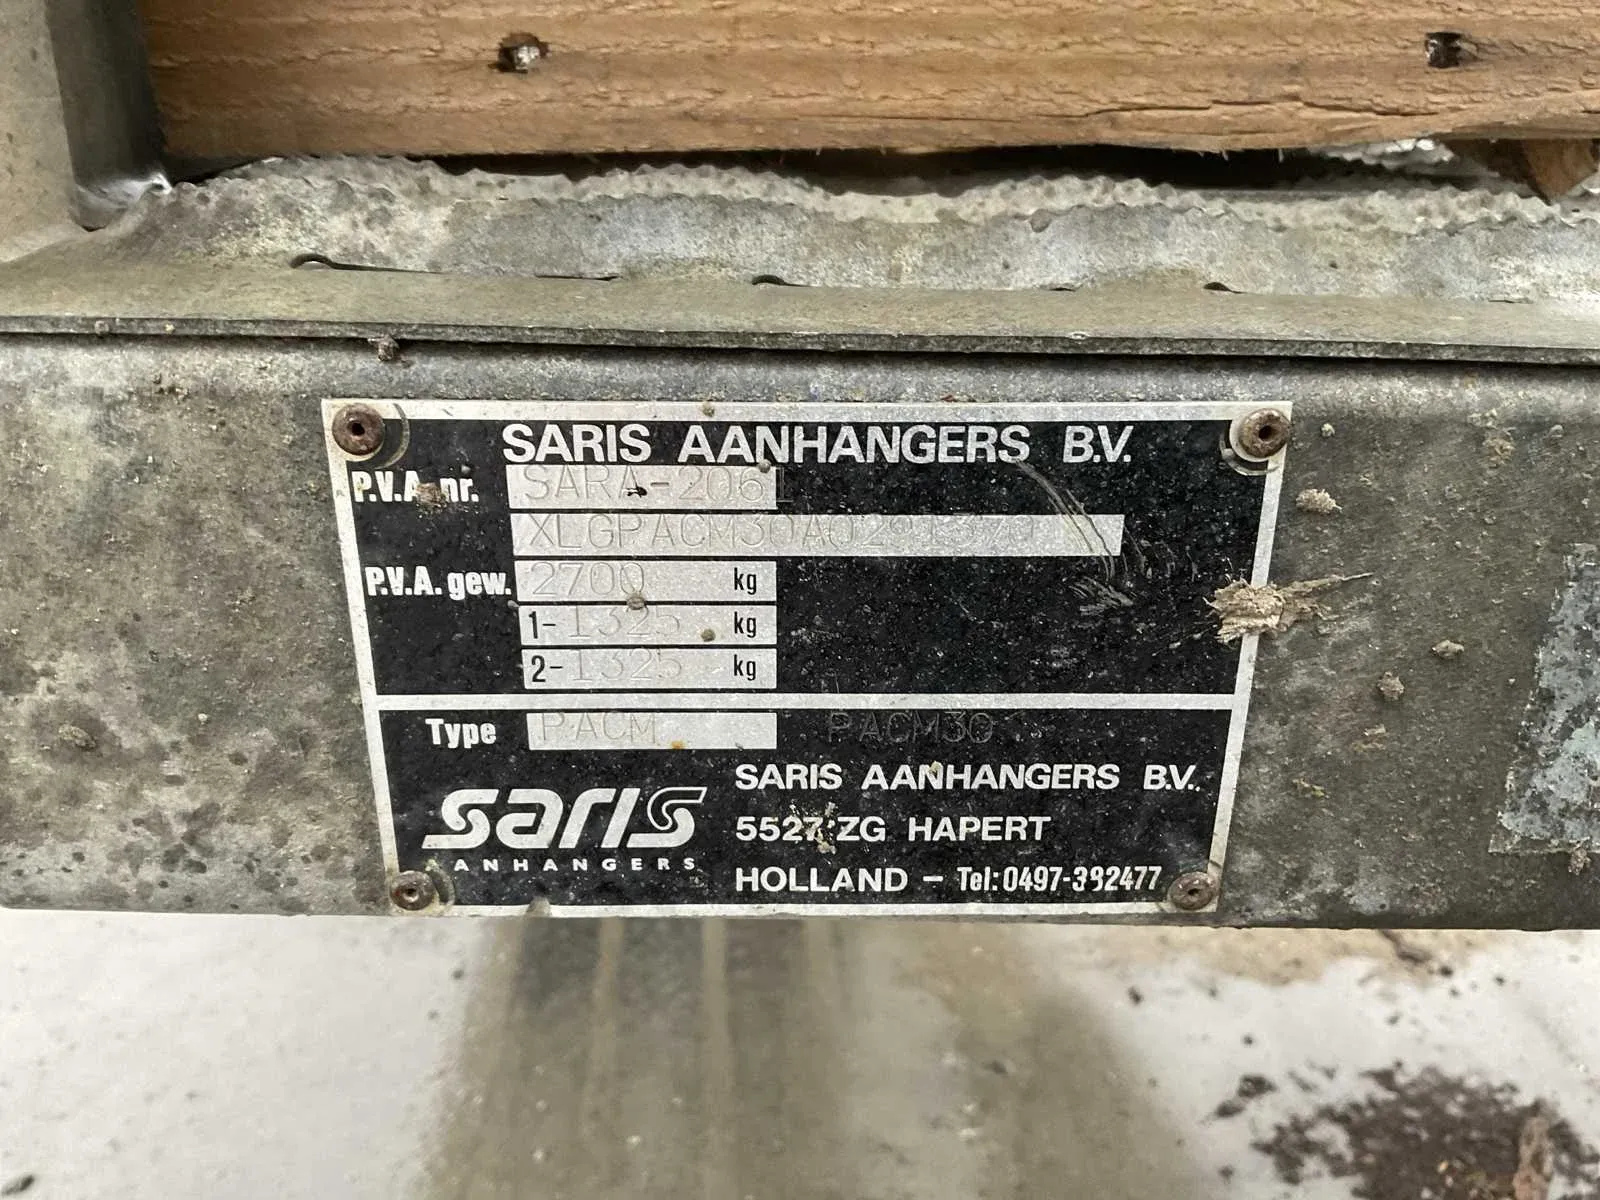 SARIS AANHANGERS B.V.
P.V.A. nr. SARA-2061
XLGPACM30A0291370
P.V.A. gew. 2700 kg
1- 1325 kg
2- 1325 kg
Type PACM PACM30
saris
AANHANGERS
SARIS AANHANGERS B.V.
5527 ZG HAPERT
HOLLAND - Tel: 0497-382477